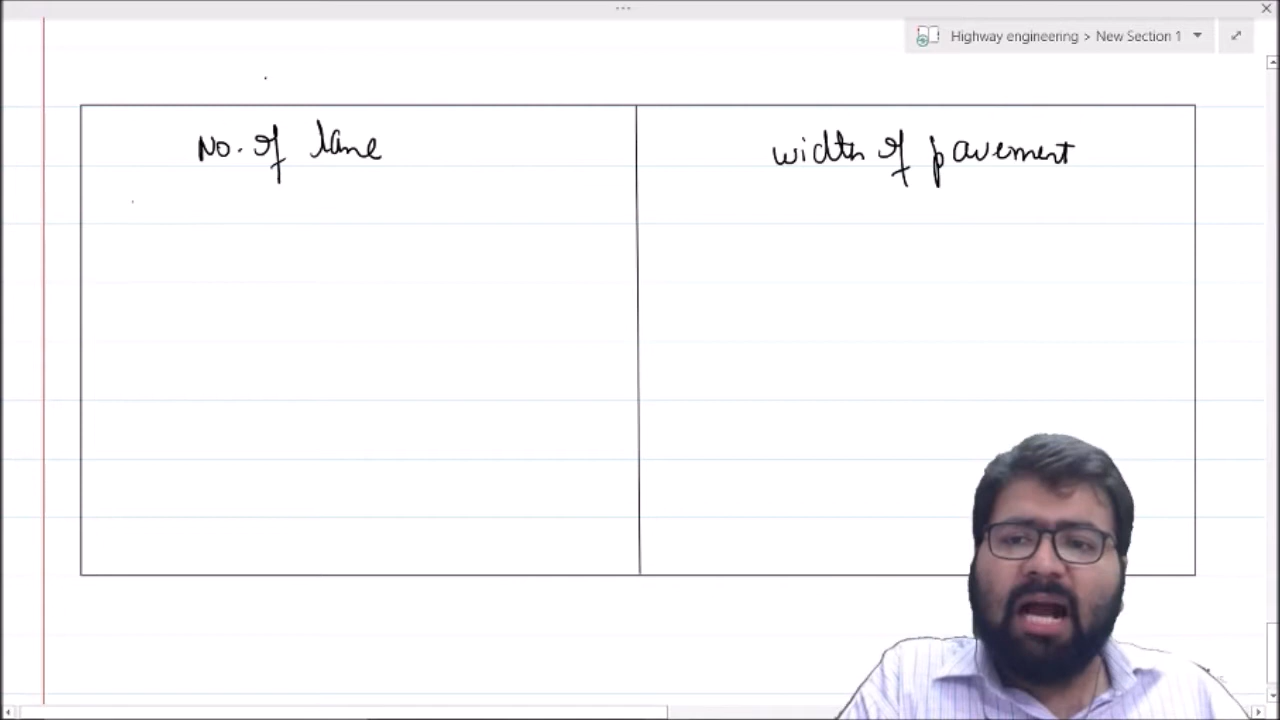 Highway engineering > New Section 1
No. of lane
width of pavement